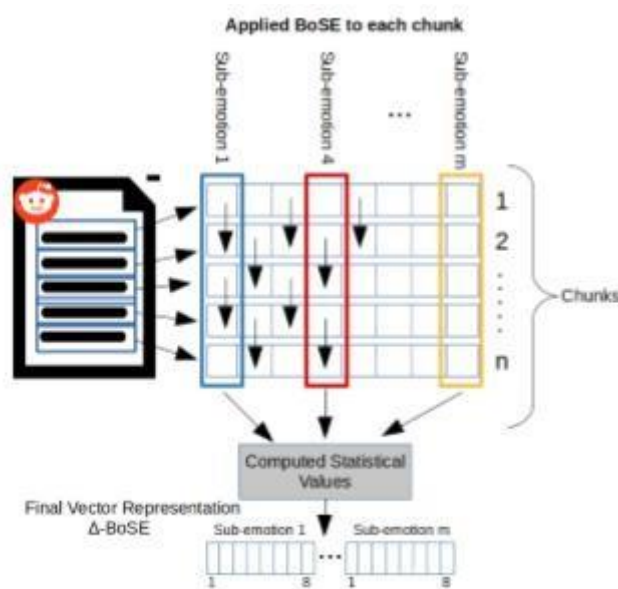 Applied BoSE to each chunk
Sub-emotion 1
Sub-emotion 4
...
Sub-emotion m
1
2
n
Chunks
Computed Statistical
Values
Final Vector Representation
Δ-BoSE
Sub-emotion 1
...
Sub-emotion m
1 8 1 8